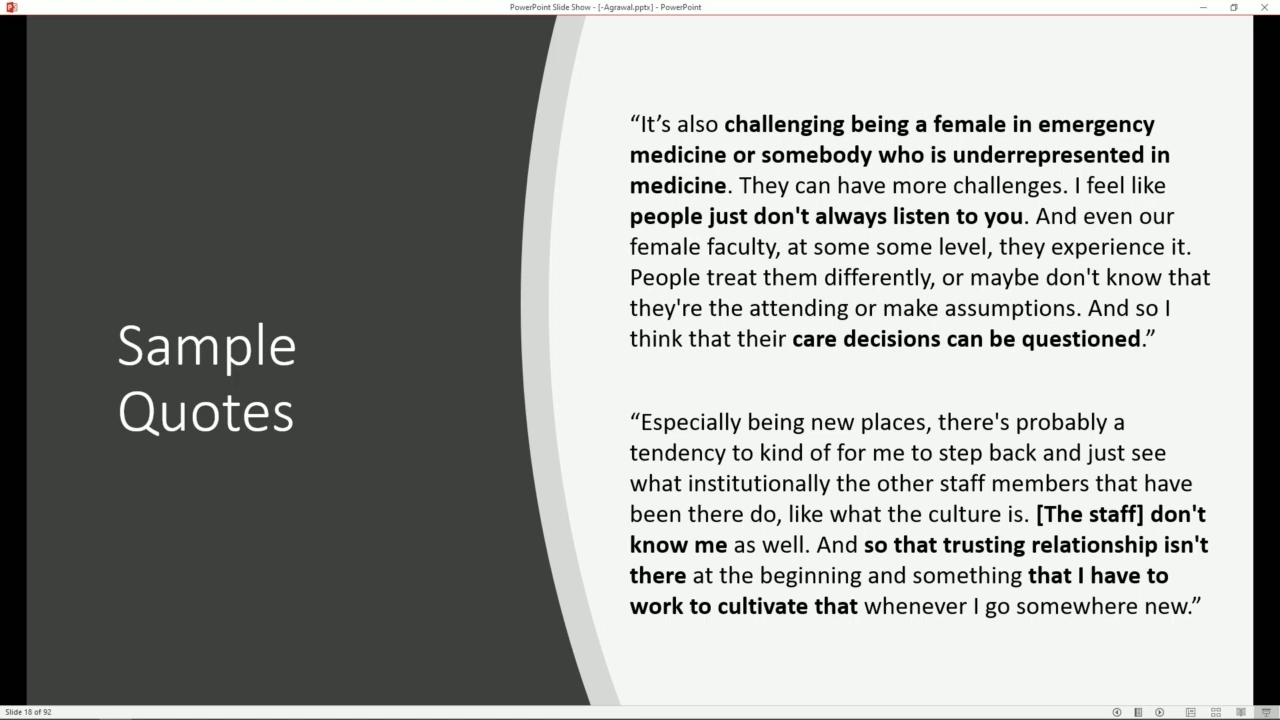 PowerPoint Slide Show - [-Agrawal.pptx] - PowerPoint
Sample
Quotes
“It’s also challenging being a female in emergency
medicine or somebody who is underrepresented in
medicine. They can have more challenges. I feel like
people just don't always listen to you. And even our
female faculty, at some some level, they experience it.
People treat them differently, or maybe don't know that
they're the attending or make assumptions. And so I
think that their care decisions can be questioned.”
“Especially being new places, there's probably a
tendency to kind of for me to step back and just see
what institutionally the other staff members that have
been there do, like what the culture is. [The staff] don't
know me as well. And so that trusting relationship isn't
there at the beginning and something that I have to
work to cultivate that whenever I go somewhere new.”
Slide 18 of 92